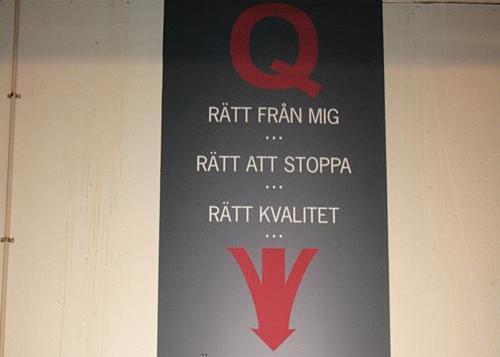 Q
RÄTT FRÅN MIG
...
RÄTT ATT STOPPA
...
RÄTT KVALITET
...